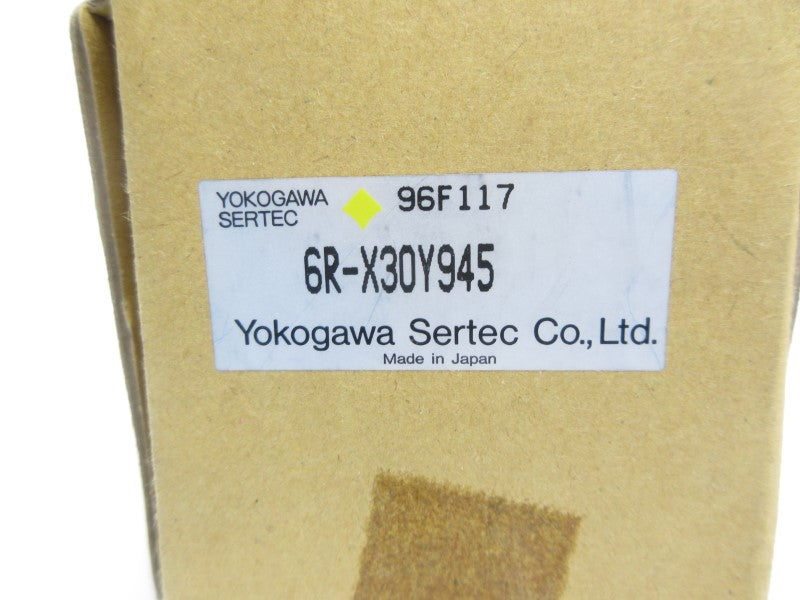 YOKOGAWA
SERTEC
96F117
6R-X30Y945
Yokogawa Sertec Co., Ltd.
Made in Japan